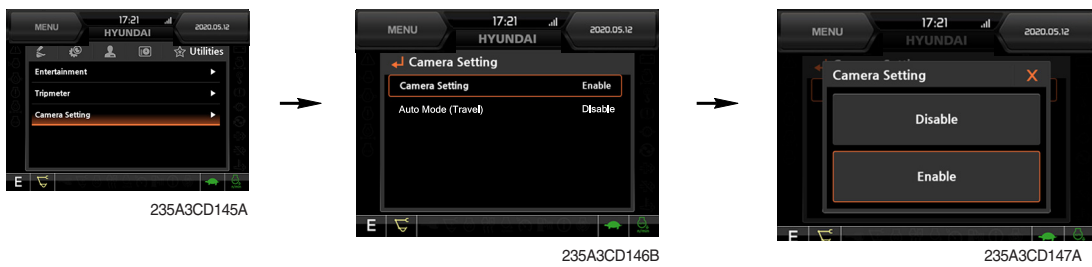 MENU
17:21
HYUNDAI
2020.05.12
Utilities
Entertainment
Tripmeter
Camera Setting
E
235A3CD145A
MENU
17:21
HYUNDAI
2020.05.12
Camera Setting
Camera Setting Enable
Auto Mode (Travel) Disable
E
235A3CD146B
MENU
17:21
HYUNDAI
2020.05.12
Camera Setting X
Disable
Enable
E
235A3CD147A